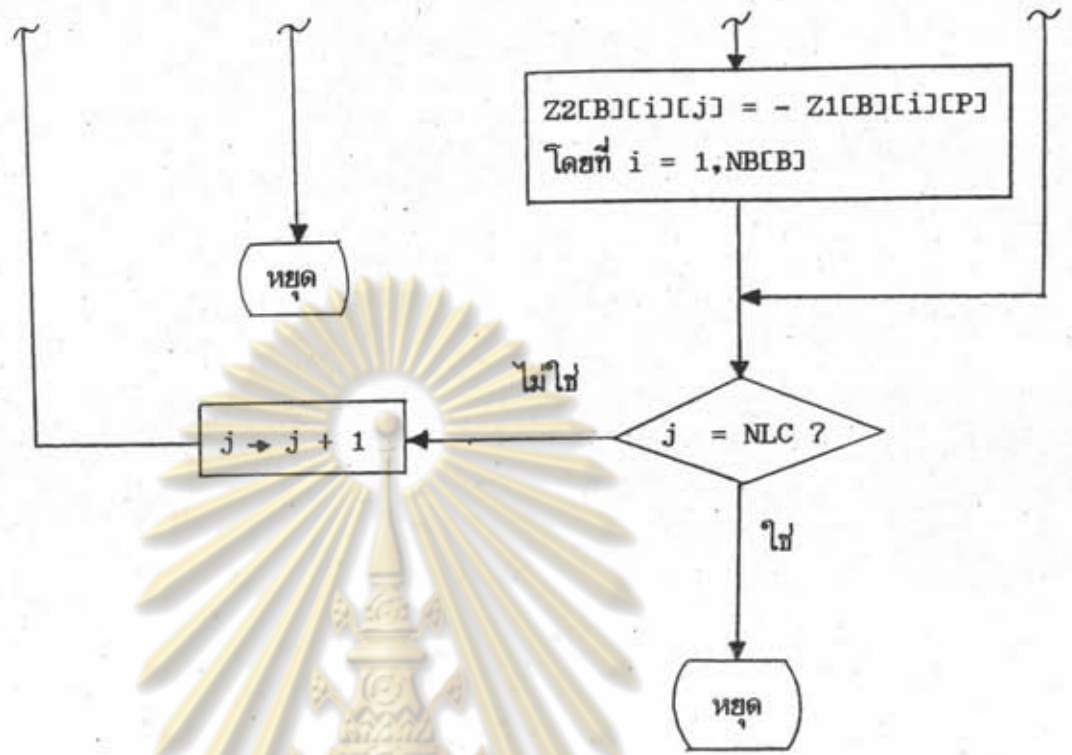 Z2[B][i][j] = - Z1[B][i][P]
โดยที่ i = 1,NB[B]
หยุด
ไม่ใช่
j → j + 1
j = NLC ?
ใช่
หยุด